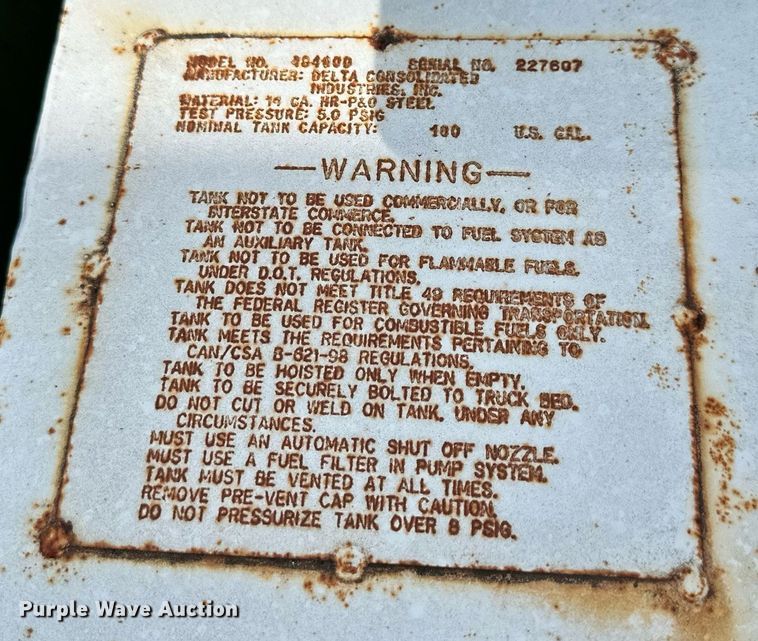 MODEL NO. 494600 SERIAL NO. 227607
MANUFACTURER: DELTA CONSOLIDATED
INDUSTRIES, INC.
MATERIAL: 14 GA. HR-P&O STEEL
TEST PRESSURE: 5.0 PSIG
NOMINAL TANK CAPACITY: 100 U.S. GAL.
—WARNING—
TANK NOT TO BE USED COMMERCIALLY, OR FOR
INTERSTATE COMMERCE.
TANK NOT TO BE CONNECTED TO FUEL SYSTEM AS
AN AUXILIARY TANK.
TANK NOT TO BE USED FOR FLAMMABLE FUELS.
UNDER D.O.T. REGULATIONS.
TANK DOES NOT MEET TITLE 49 REQUIREMENTS OF
THE FEDERAL REGISTER GOVERNING TRANSPORTATION.
TANK TO BE USED FOR COMBUSTIBLE FUELS ONLY.
TANK MEETS THE REQUIREMENTS PERTAINING TO
CAN/CSA B-621-98 REGULATIONS.
TANK TO BE HOISTED ONLY WHEN EMPTY.
TANK TO BE SECURELY BOLTED TO TRUCK BED.
DO NOT CUT OR WELD ON TANK. UNDER ANY
CIRCUMSTANCES.
MUST USE AN AUTOMATIC SHUT OFF NOZZLE.
MUST USE A FUEL FILTER IN PUMP SYSTEM.
TANK MUST BE VENTED AT ALL TIMES.
REMOVE PRE-VENT CAP WITH CAUTION.
DO NOT PRESSURIZE TANK OVER 8 PSIG.
Purple Wave Auction